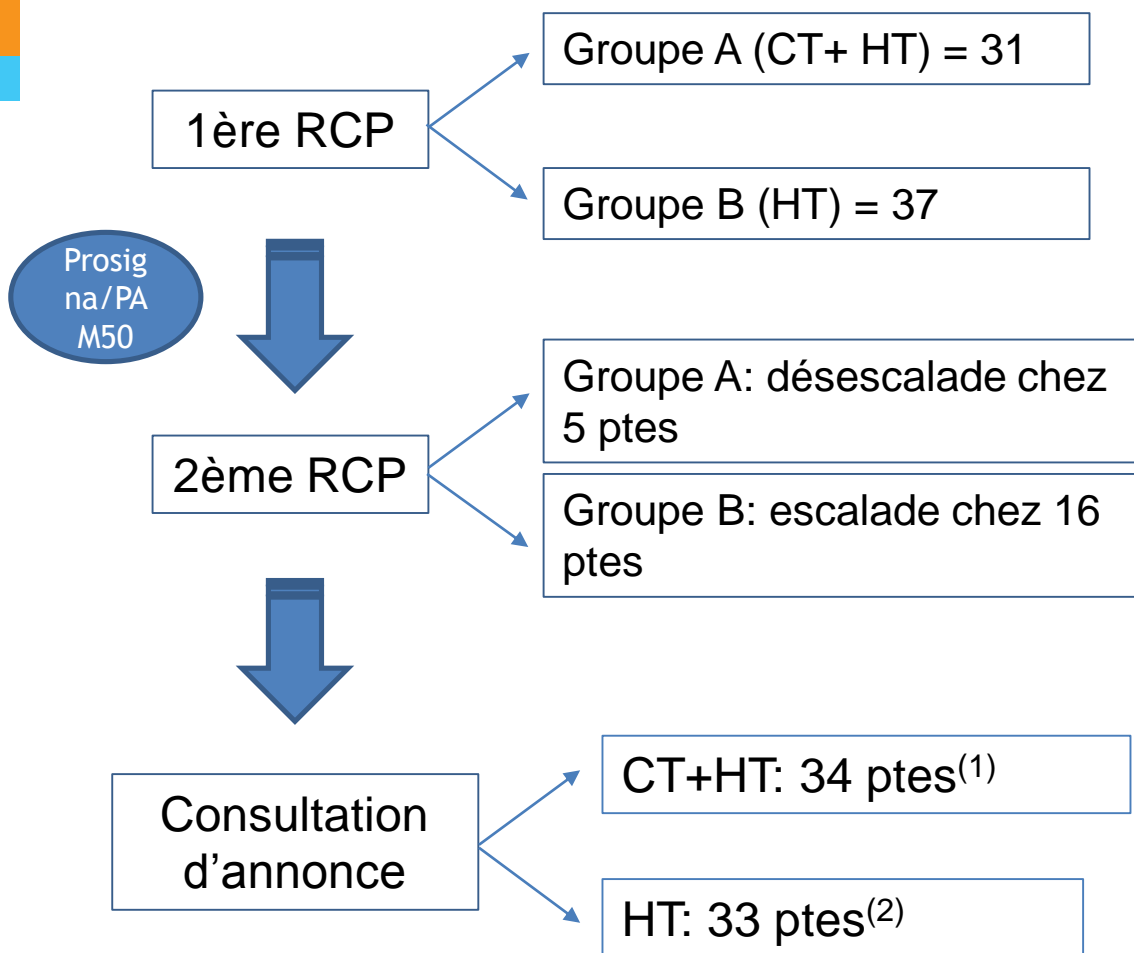 Groupe A (CT+ HT) = 31
1ère RCP
Groupe B (HT) = 37
Prosig
na/PA
M50
Groupe A: désescalade chez
5 ptes
2ème RCP
Groupe B: escalade chez 16
ptes
CT+HT: 34 ptes(1)
Consultation
d’annonce
HT: 33 ptes(2)